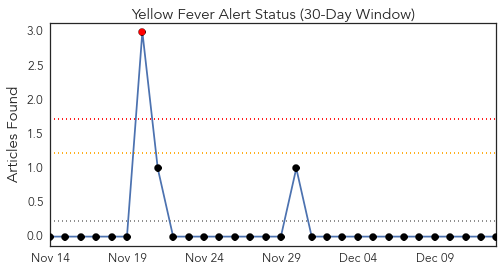 Yellow Fever Alert Status (30-Day Window)
Articles Found
3.0
2.5
2.0
1.5
1.0
0.5
0.0
Nov 14 Nov 19 Nov 24 Nov 29 Dec 04 Dec 09